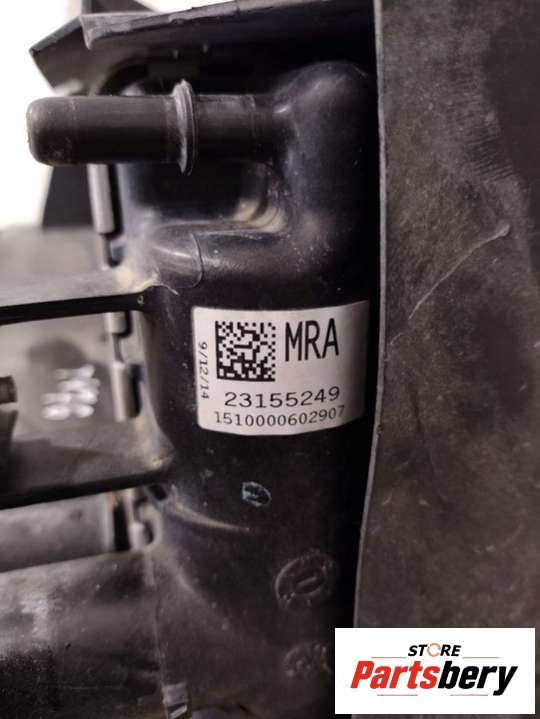 9/12/14
MRA
23155249
1510000602907
STORE
Partsbery